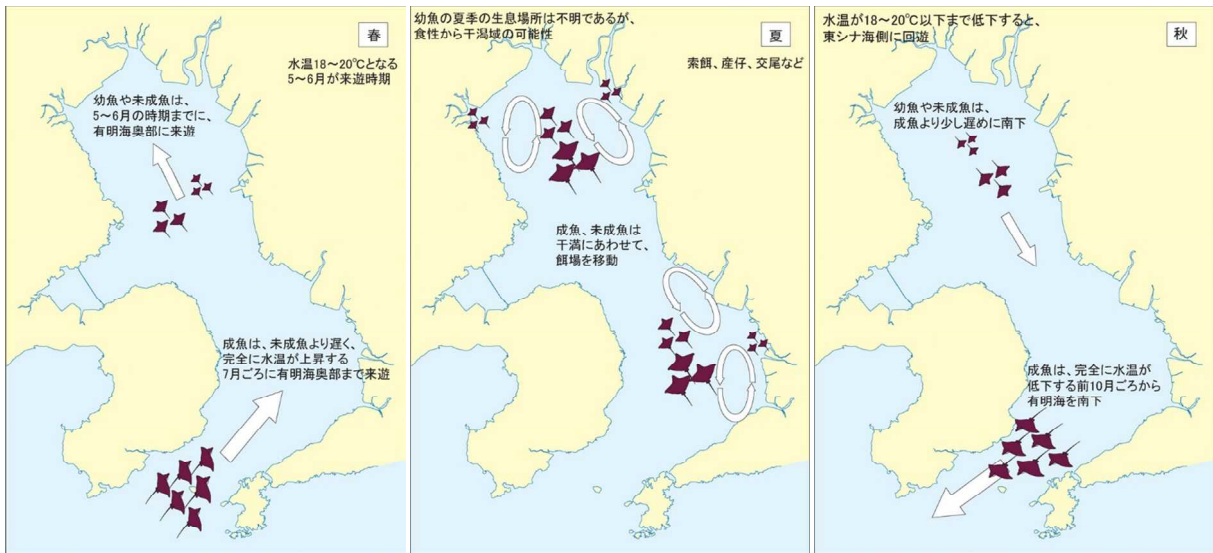 春
水温18～20℃となる
5～6月が来遊時期
幼魚や未成魚は、
5～6月の時期までに、
有明海奥部に来遊
成魚は、未成魚より遅く、
完全に水温が上昇する
7月ごろに有明海奥部まで来遊
幼魚の夏季の生息場所は不明であるが、
食性から干潟域の可能性
夏
索餌、産仔、交尾など
成魚、未成魚は
干満にあわせて、
餌場を移動
水温が18～20℃以下まで低下すると、
東シナ海側に回遊
秋
幼魚や未成魚は、
成魚より少し遅めに南下
成魚は、完全に水温が
低下する前10月ごろから
有明海を南下